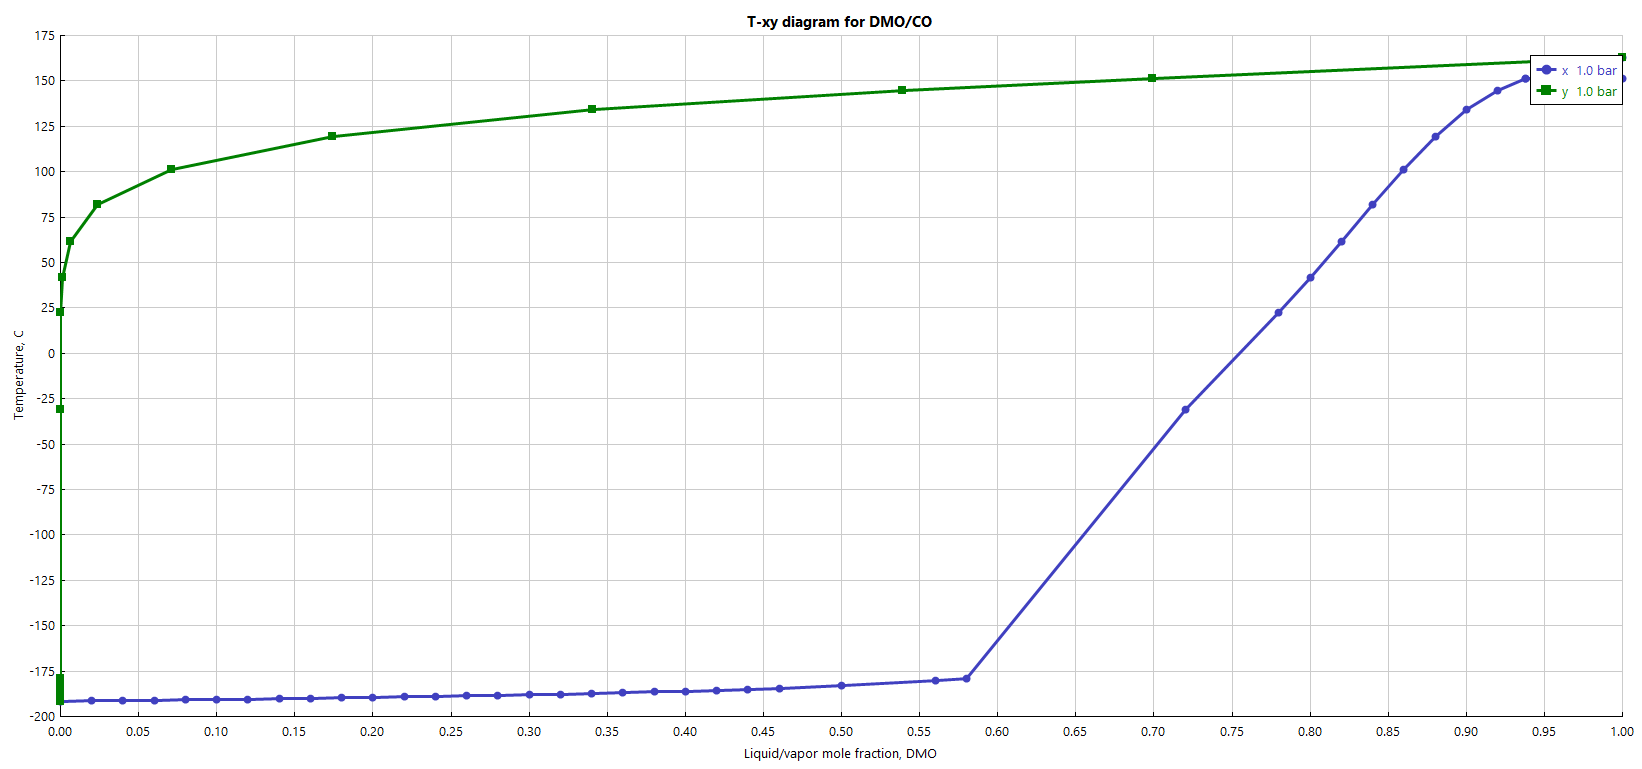 T-xy diagram for DMO/CO
175
150
125
100
75
50
25
0
-25
-50
-75
-100
-125
-150
-175
-200
Temperature, C
x 1.0 bar
y 1.0 bar
0.00 0.05 0.10 0.15 0.20 0.25 0.30 0.35 0.40 0.45 0.50 0.55 0.60 0.65 0.70 0.75 0.80 0.85 0.90 0.95 1.00
Liquid/vapor mole fraction, DMO